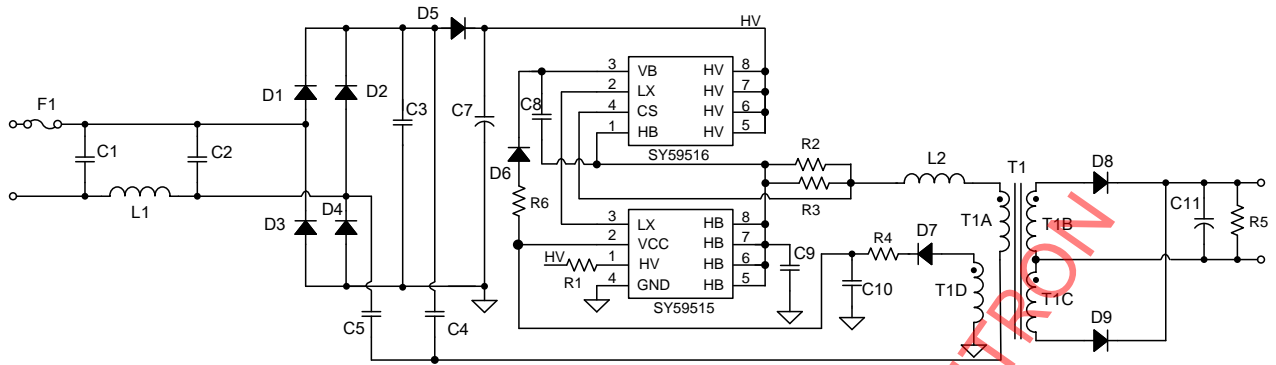 D5
HV
F1
D1
D2
C3
C7
C8
3 VB HV 8
2 LX HV 7
4 CS HV 6
1 HB HV 5
SY59516
C1
C2
L1
D3
D4
D6
R6
R2
R3
L2
T1
D8
T1A
T1B
C11
R5
3 LX HB 8
2 VCC HB 7
1 HV HB 6
4 GND HB 5
SY59515
HV
R1
C9
R4
D7
C10
T1D
T1C
C5
C4
D9
TRON